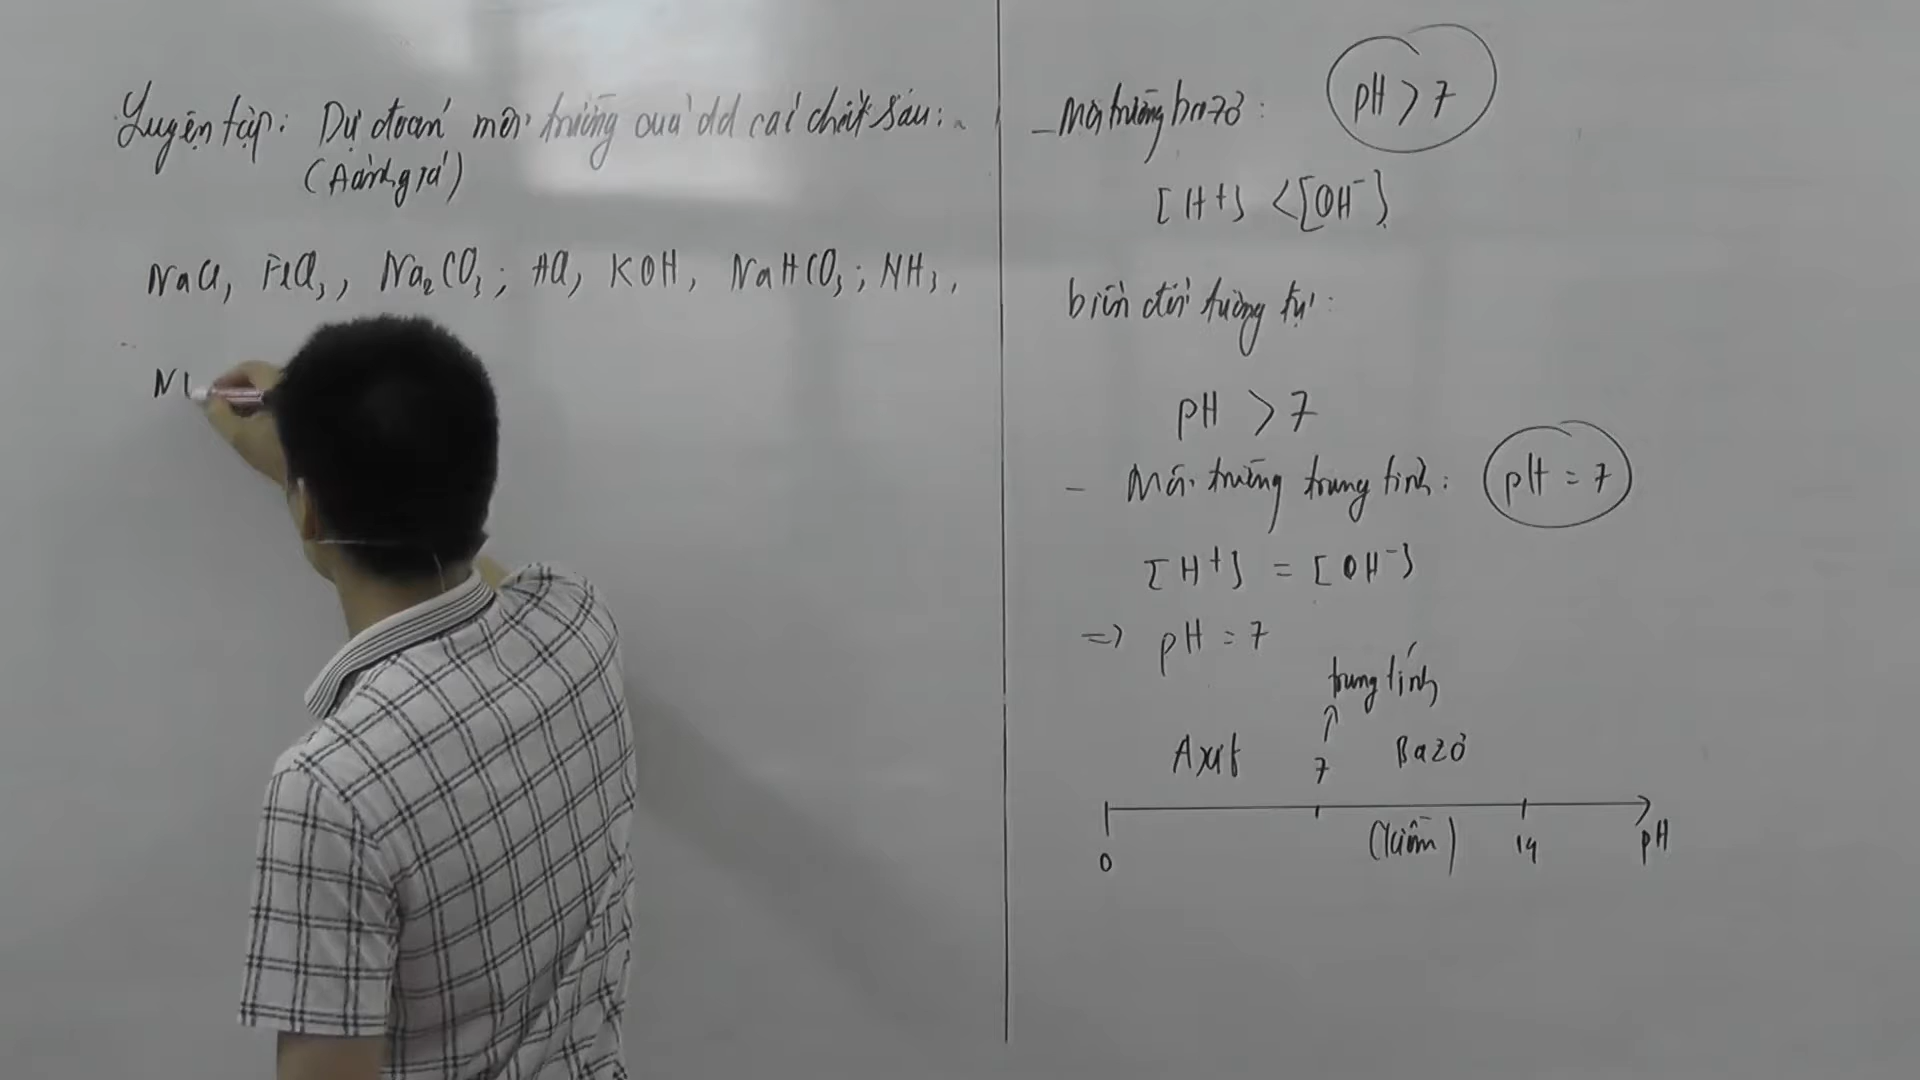 Luyện tập: Dự đoán môi trường của dd các chất sau:
(Đánh giá)
NaCl, FeCl3, Na2CO3; HCl, KOH, NaHCO3; NH3,
N
- Môi trường bazơ: pH > 7
[H+] < [OH-]
biến đổi tương tự:
pH > 7
- Môi trường trung tính: pH = 7
[H+] = [OH-]
=> pH = 7
trung tính
↑
Axit 7 Bazơ
0 (kiềm) 14 pH